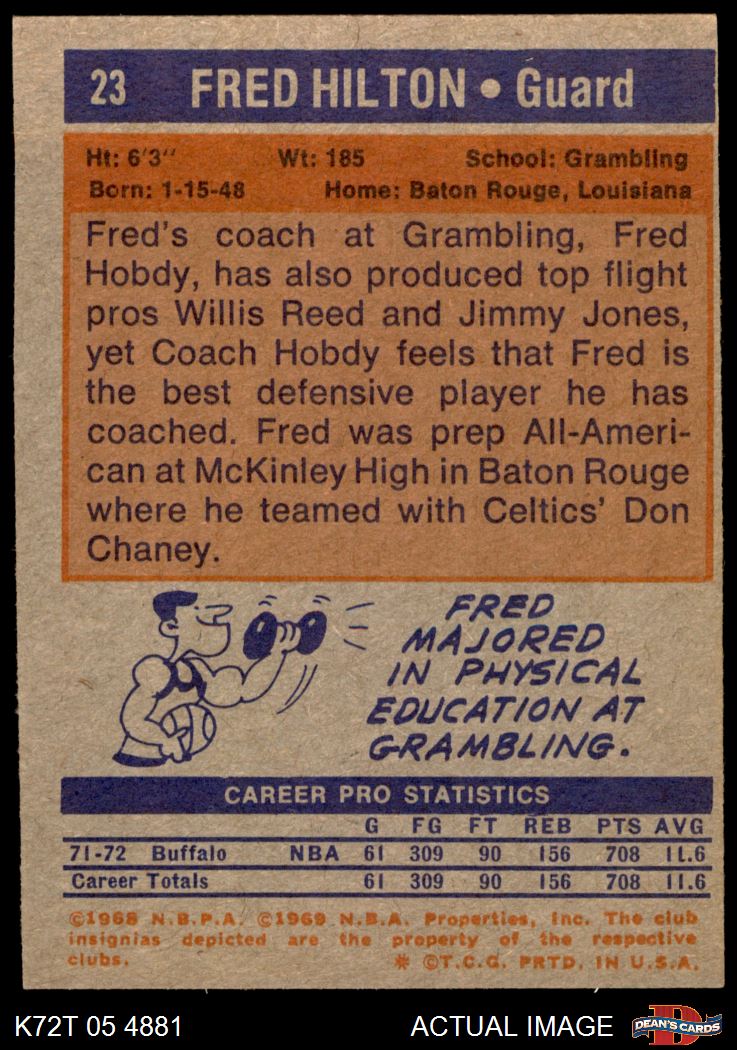 23 FRED HILTON • Guard
Ht: 6'3" Wt: 185 School: Grambling
Born: 1-15-48 Home: Baton Rouge, Louisiana
Fred's coach at Grambling, Fred
Hobdy, has also produced top flight
pros Willis Reed and Jimmy Jones,
yet Coach Hobdy feels that Fred is
the best defensive player he has
coached. Fred was prep All-Ameri-
can at McKinley High in Baton Rouge
where he teamed with Celtics' Don
Chaney.
FRED
MAJORED
IN PHYSICAL
EDUCATION AT
GRAMBLING.
CAREER PRO STATISTICS
G FG FT REB PTS AVG
71-72 Buffalo NBA 61 309 90 156 708 11.6
Career Totals 61 309 90 156 708 11.6
©1968 N.B.P.A. ©1969 N.B.A. Properties, Inc. The club
insignias depicted are the property of the respective
clubs. * ©T.C.G. PRTD. IN U.S.A.
K72T 05 4881 ACTUAL IMAGE D DEAN'S CARDS